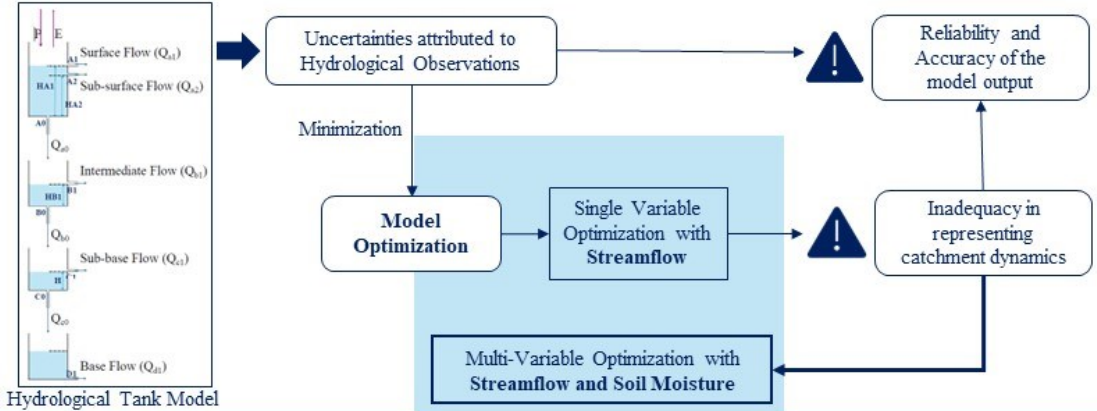 P E
Surface Flow (Qa1)
A1
A2
Sub-surface Flow (Qa2)
HA1
HA2
A0
Qa0
Intermediate Flow (Qb1)
B1
HB1
B0
Qb0
Sub-base Flow (Qc1)
H
C0
Qc0
Base Flow (Qd1)
D1
Hydrological Tank Model
Uncertainties attributed to
Hydrological Observations
Reliability and
Accuracy of the
model output
Minimization
Model
Optimization
Single Variable
Optimization with
Streamflow
Inadequacy in
representing
catchment dynamics
Multi-Variable Optimization with
Streamflow and Soil Moisture